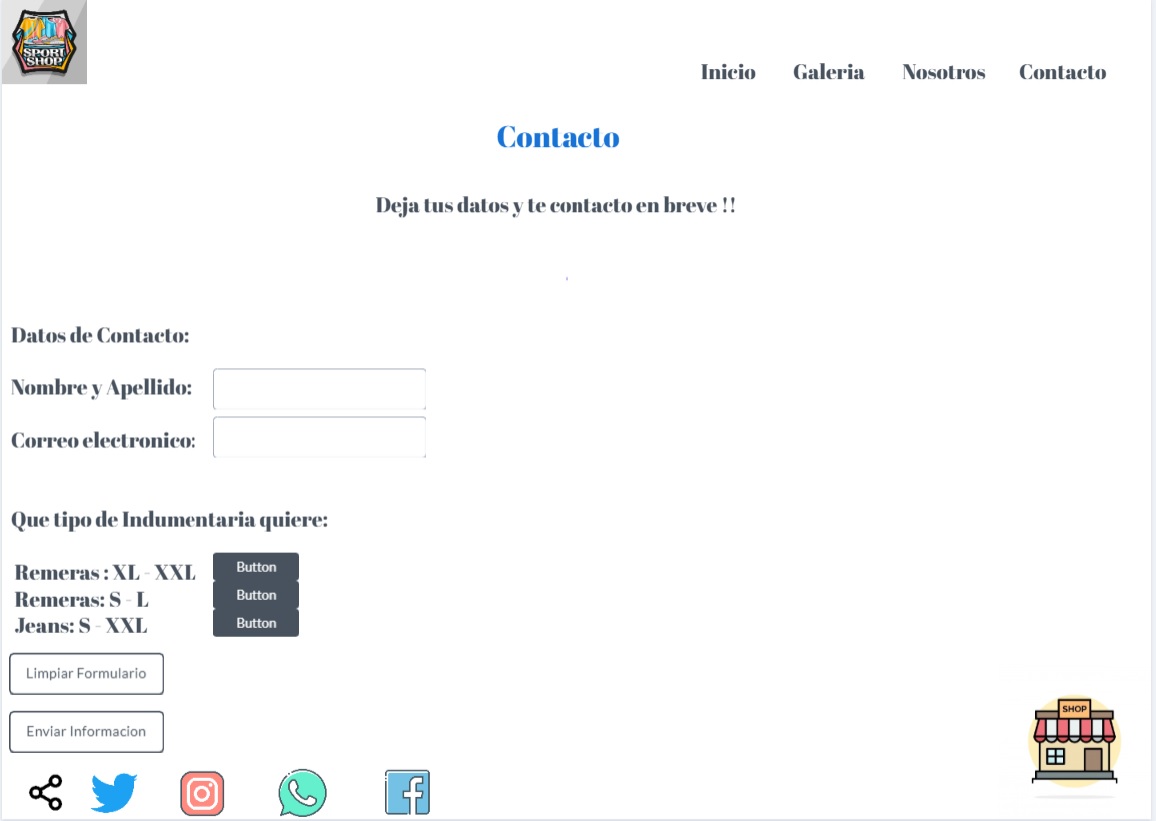 SPORT
SHOP
Inicio Galeria Nosotros Contacto
Contacto
Deja tus datos y te contacto en breve !!
Datos de Contacto:
Nombre y Apellido:
Correo electronico:
Que tipo de Indumentaria quiere:
Remeras : XL - XXL Button
Remeras: S - L Button
Jeans: S - XXL Button
Limpiar Formulario
SHOP
Enviar Informacion